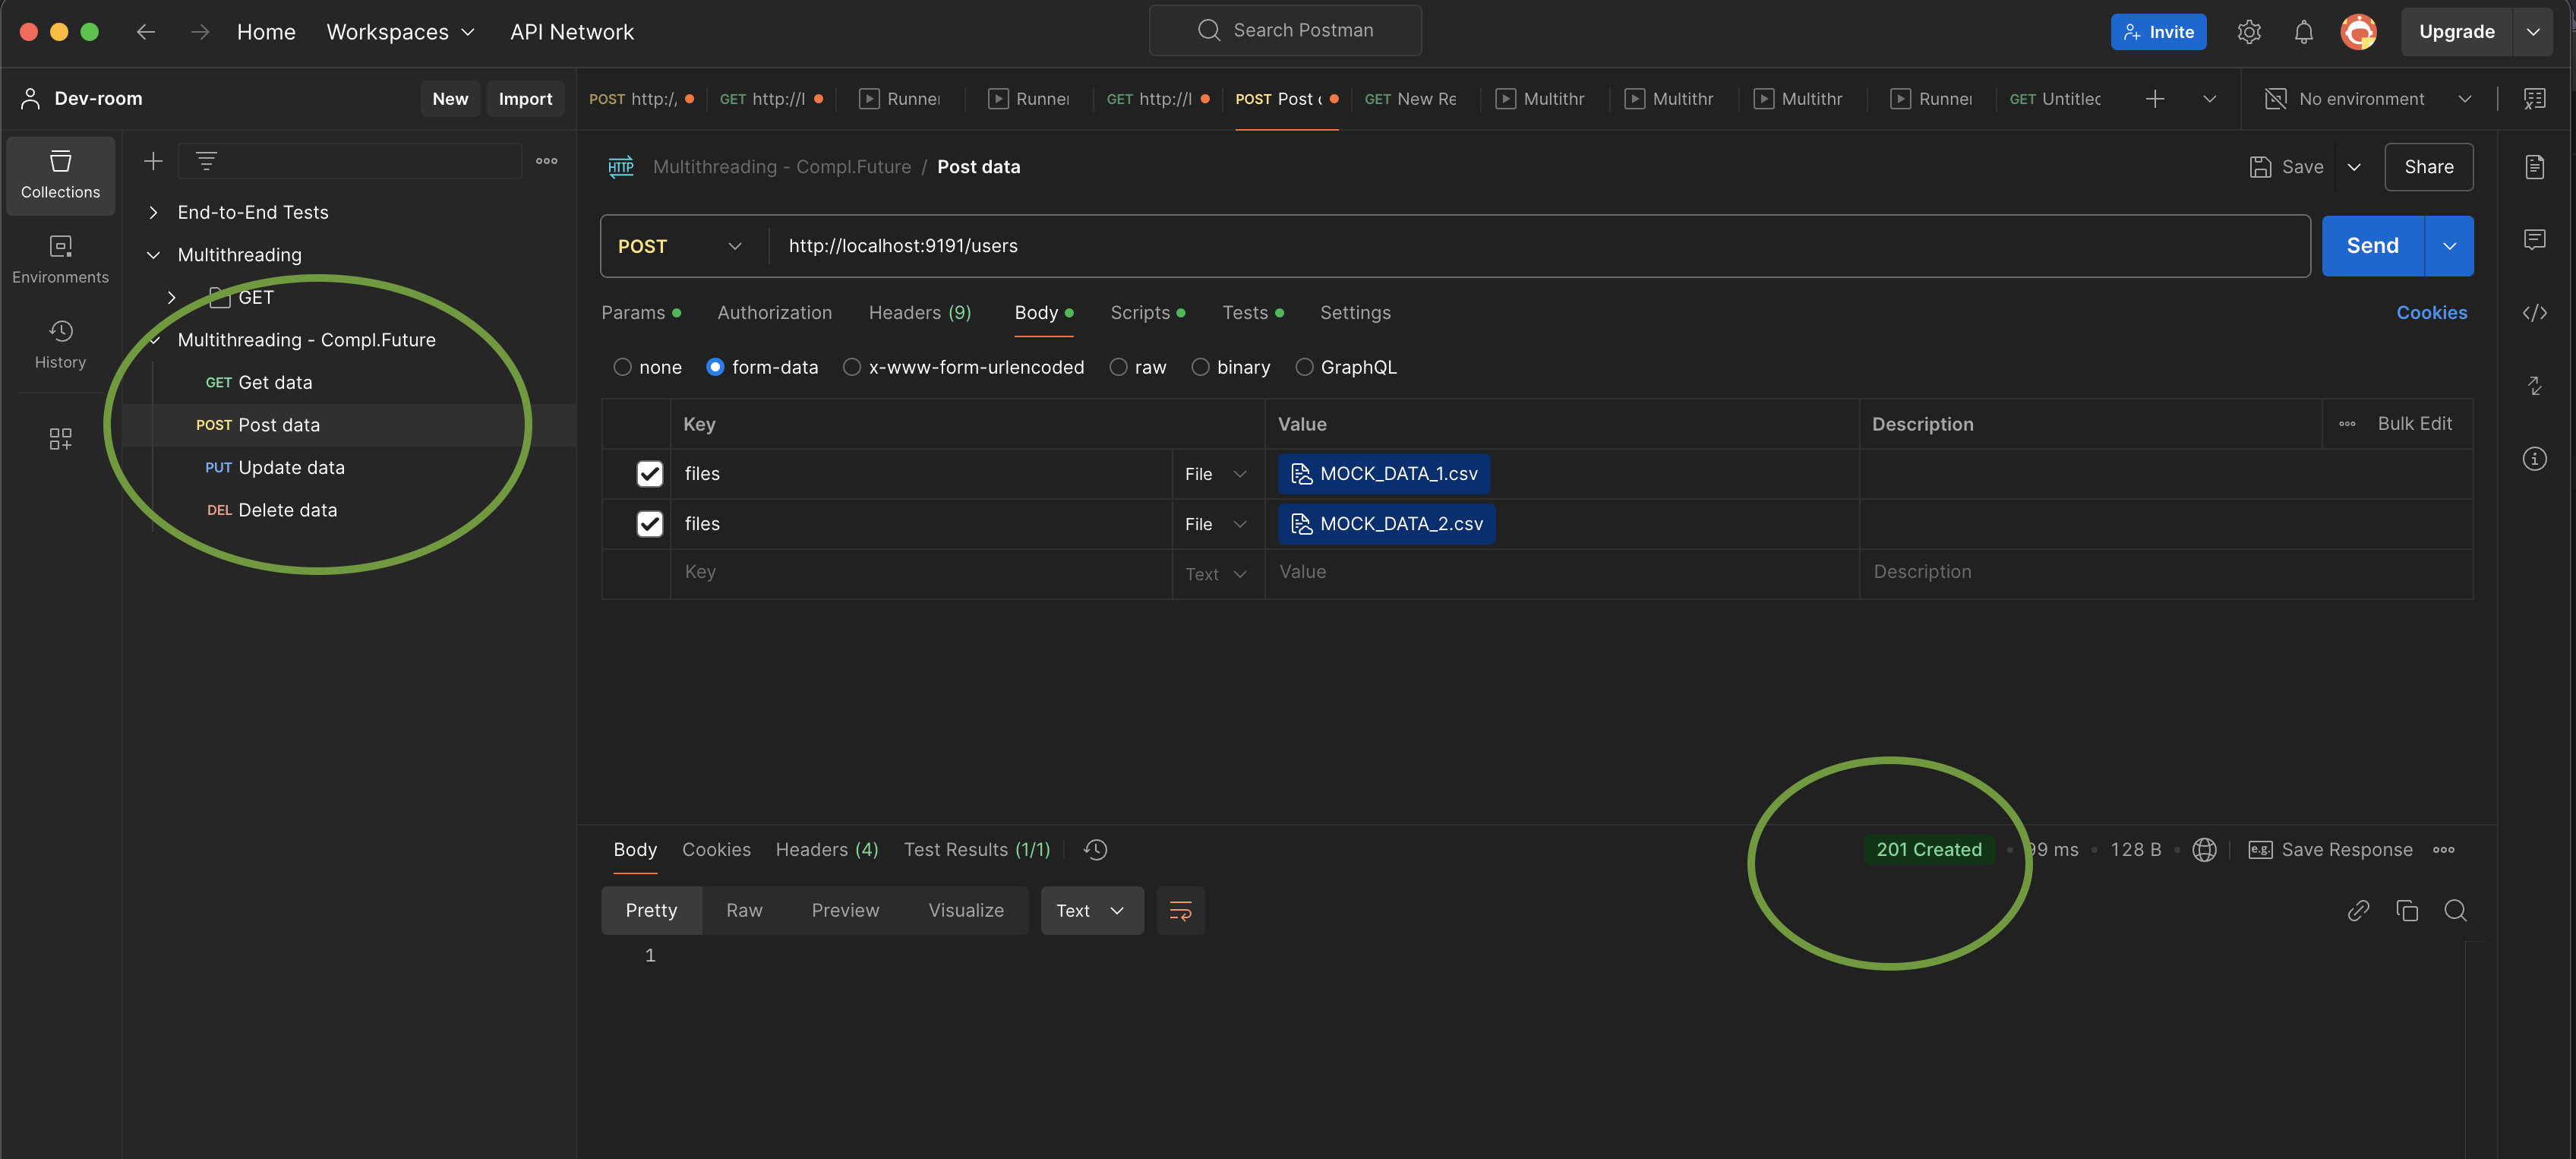 Home Workspaces API Network Search Postman Invite Upgrade
Dev-room New Import POST http:/, GET http://l Runner Runner GET http://l POST Post c GET New Re Multithr Multithr Multithr Runner GET Untitled No environment
Collections
Environments
History
End-to-End Tests
Multithreading
GET
Multithreading - Compl.Future
GET Get data
POST Post data
PUT Update data
DEL Delete data
HTTP Multithreading - Compl.Future / Post data Save Share
POST http://localhost:9191/users Send
Params Authorization Headers (9) Body Scripts Tests Settings Cookies
none form-data x-www-form-urlencoded raw binary GraphQL
Key Value Description Bulk Edit
files File MOCK_DATA_1.csv
files File MOCK_DATA_2.csv
Key Text Value Description
Body Cookies Headers (4) Test Results (1/1) 201 Created 99 ms 128 B e.g. Save Response
Pretty Raw Preview Visualize Text
1